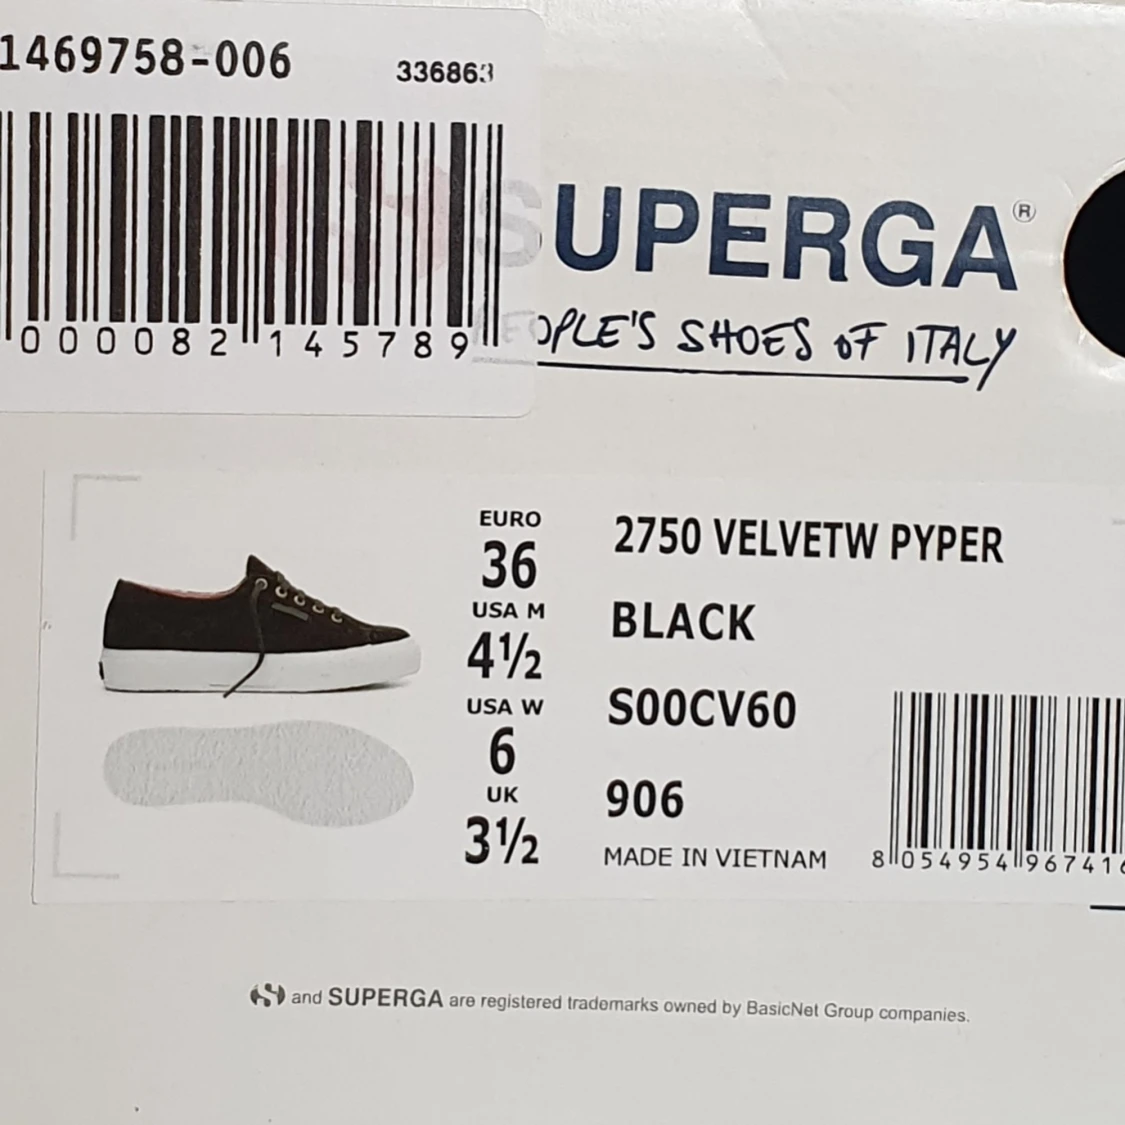 1469758-006
336863
000082 145789
SUPERGA®
PEOPLE'S SHOES OF ITALY
EURO
36
USA M
4½
USA W
6
UK
3½
2750 VELVETW PYPER
BLACK
S00CV60
906
MADE IN VIETNAM
8 054954 967416
and SUPERGA are registered trademarks owned by BasicNet Group companies.